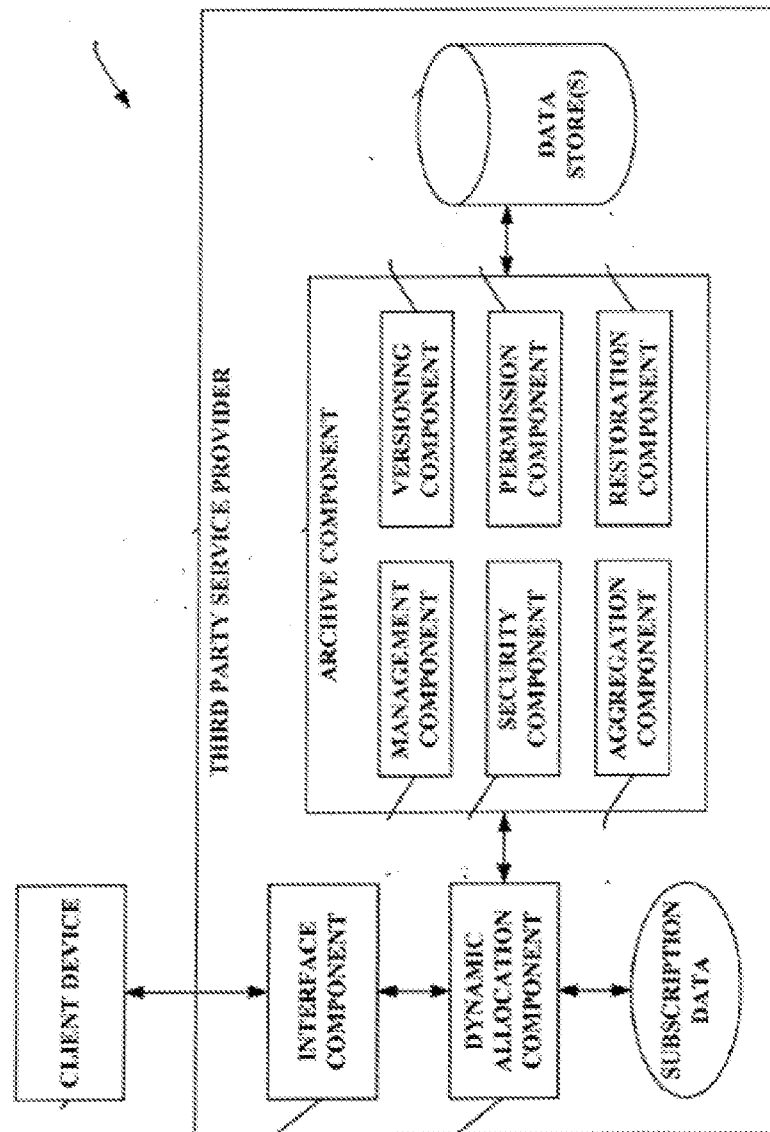 CLIENT DEVICE
THIRD PARTY SERVICE PROVIDER
INTERFACE
COMPONENT
DYNAMIC
ALLOCATION
COMPONENT
SUBSCRIPTION
DATA
ARCHIVE COMPONENT
MANAGEMENT
COMPONENT
VERSIONING
COMPONENT
SECURITY
COMPONENT
PERMISSION
COMPONENT
AGGREGATION
COMPONENT
RESTORATION
COMPONENT
DATA
STORE(S)